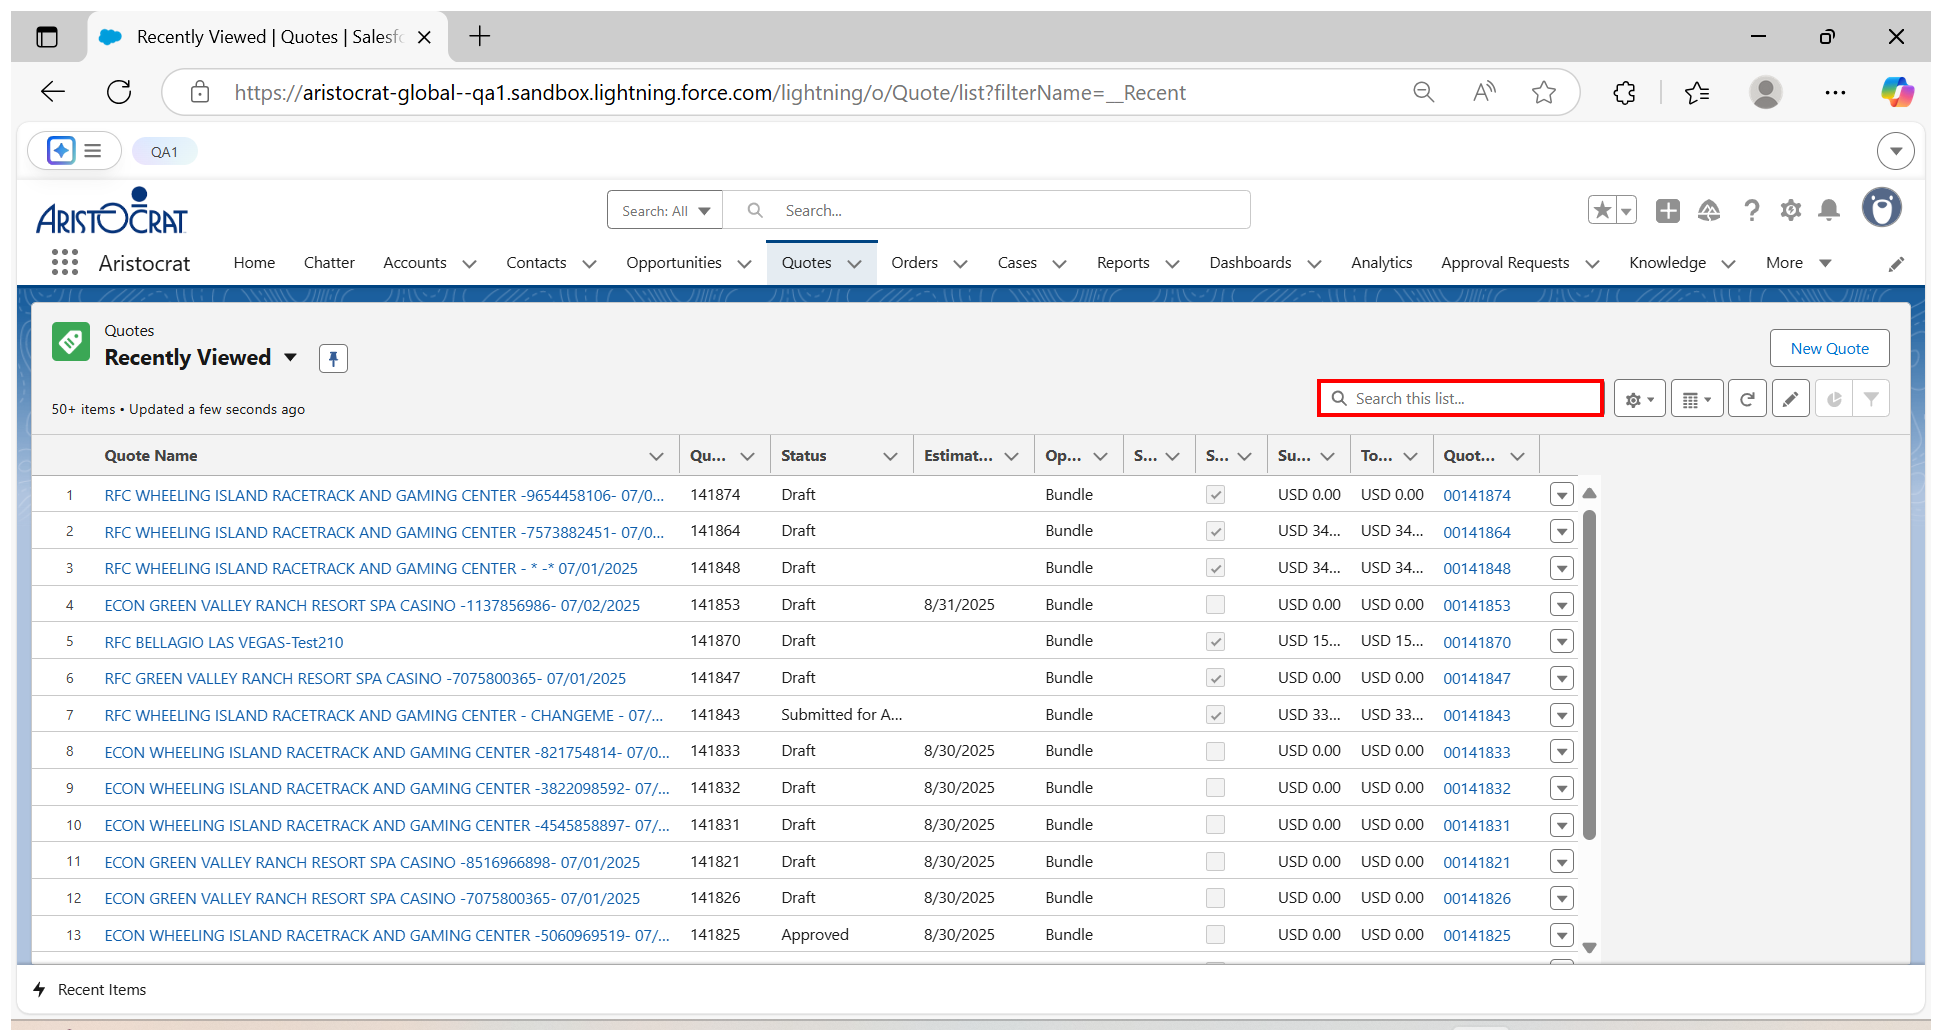 Recently Viewed | Quotes | Salesfo
https://aristocrat-global--qa1.sandbox.lightning.force.com/lightning/o/Quote/list?filterName=__Recent
QA1
ARISTOCRAT
Search: All
Search...
Aristocrat Home Chatter Accounts Contacts Opportunities Quotes Orders Cases Reports Dashboards Analytics Approval Requests Knowledge More
Quotes
Recently Viewed
New Quote
50+ items • Updated a few seconds ago
Search this list...
Quote Name Qu... Status Estimat... Op... S... S... Su... To... Quot...
1 RFC WHEELING ISLAND RACETRACK AND GAMING CENTER -9654458106- 07/0... 141874 Draft Bundle USD 0.00 USD 0.00 00141874
2 RFC WHEELING ISLAND RACETRACK AND GAMING CENTER -7573882451- 07/0... 141864 Draft Bundle USD 34... USD 34... 00141864
3 RFC WHEELING ISLAND RACETRACK AND GAMING CENTER - * -* 07/01/2025 141848 Draft Bundle USD 34... USD 34... 00141848
4 ECON GREEN VALLEY RANCH RESORT SPA CASINO -1137856986- 07/02/2025 141853 Draft 8/31/2025 Bundle USD 0.00 USD 0.00 00141853
5 RFC BELLAGIO LAS VEGAS-Test210 141870 Draft Bundle USD 15... USD 15... 00141870
6 RFC GREEN VALLEY RANCH RESORT SPA CASINO -7075800365- 07/01/2025 141847 Draft Bundle USD 0.00 USD 0.00 00141847
7 RFC WHEELING ISLAND RACETRACK AND GAMING CENTER - CHANGEME - 07/... 141843 Submitted for A... Bundle USD 33... USD 33... 00141843
8 ECON WHEELING ISLAND RACETRACK AND GAMING CENTER -821754814- 07/0... 141833 Draft 8/30/2025 Bundle USD 0.00 USD 0.00 00141833
9 ECON WHEELING ISLAND RACETRACK AND GAMING CENTER -3822098592- 07/... 141832 Draft 8/30/2025 Bundle USD 0.00 USD 0.00 00141832
10 ECON WHEELING ISLAND RACETRACK AND GAMING CENTER -4545858897- 07/... 141831 Draft 8/30/2025 Bundle USD 0.00 USD 0.00 00141831
11 ECON GREEN VALLEY RANCH RESORT SPA CASINO -8516966898- 07/01/2025 141821 Draft 8/30/2025 Bundle USD 0.00 USD 0.00 00141821
12 ECON GREEN VALLEY RANCH RESORT SPA CASINO -7075800365- 07/01/2025 141826 Draft 8/30/2025 Bundle USD 0.00 USD 0.00 00141826
13 ECON WHEELING ISLAND RACETRACK AND GAMING CENTER -5060969519- 07/... 141825 Approved 8/30/2025 Bundle USD 0.00 USD 0.00 00141825
Recent Items